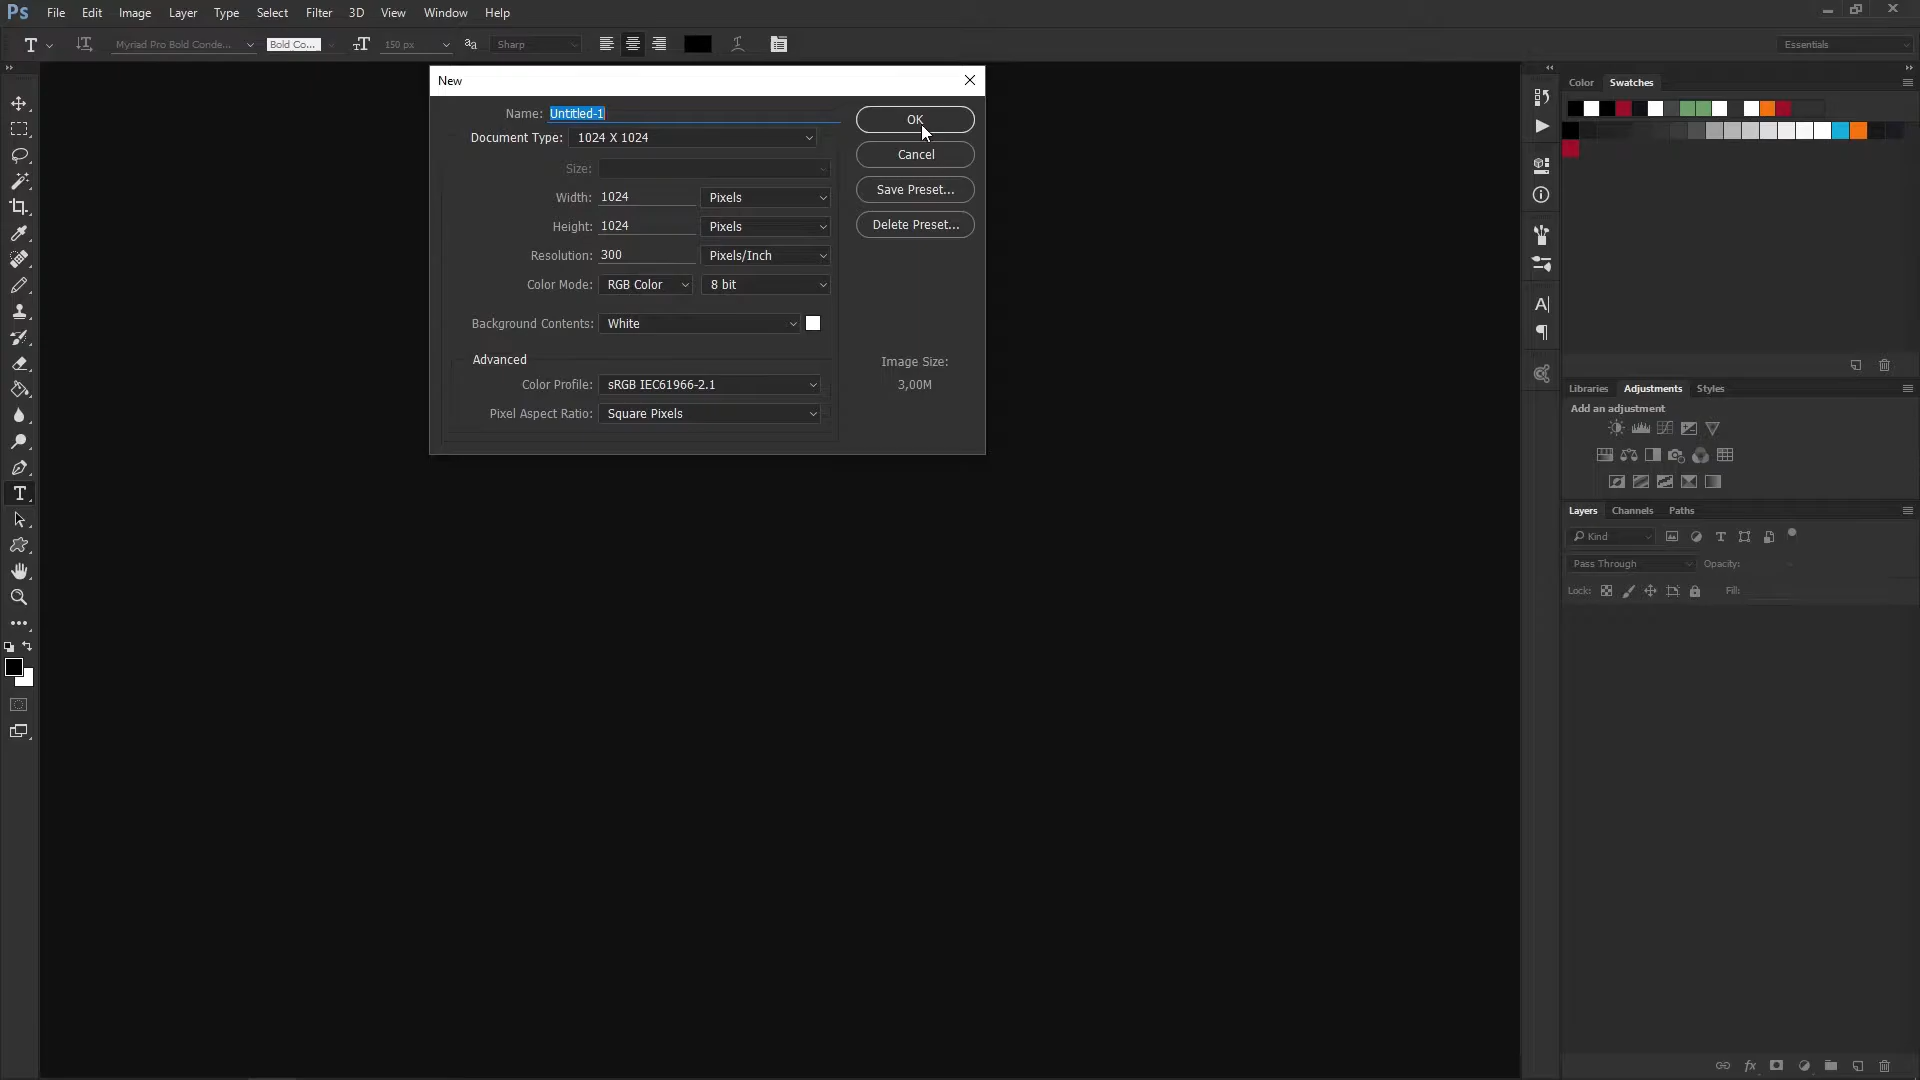 Ps File Edit Image Layer Type Select Filter 3D View Window Help
T Myriad Pro Bold Conde... Bold Co... 150 px Sharp Essentials
New
Name: Untitled-1
OK
Document Type: 1024 X 1024
Cancel
Size:
Save Preset...
Width: 1024 Pixels
Height: 1024 Pixels
Delete Preset...
Resolution: 300 Pixels/Inch
Color Mode: RGB Color 8 bit
Background Contents: White
Advanced
Image Size:
Color Profile: sRGB IEC61966-2.1
3,00M
Pixel Aspect Ratio: Square Pixels
Color Swatches
Libraries Adjustments Styles
Add an adjustment
Layers Channels Paths
Kind
Pass Through Opacity:
Lock: Fill: